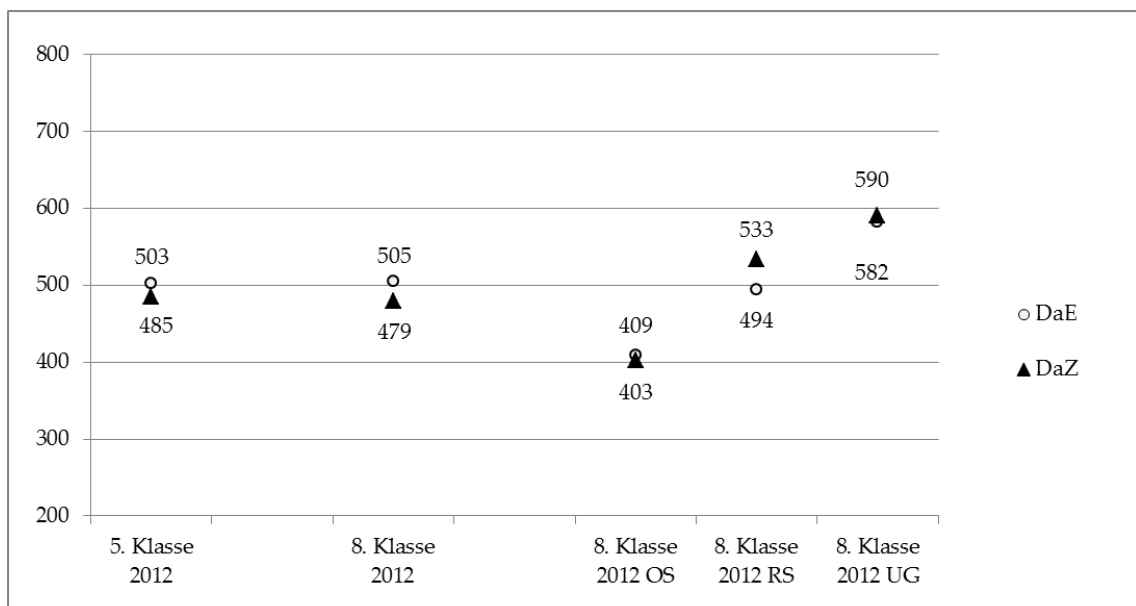 800
700
600
500
400
300
200
503
485
505
479
409
403
533
494
590
582
5. Klasse
2012
8. Klasse
2012
8. Klasse
2012 OS
8. Klasse
2012 RS
8. Klasse
2012 UG
DaE
DaZ